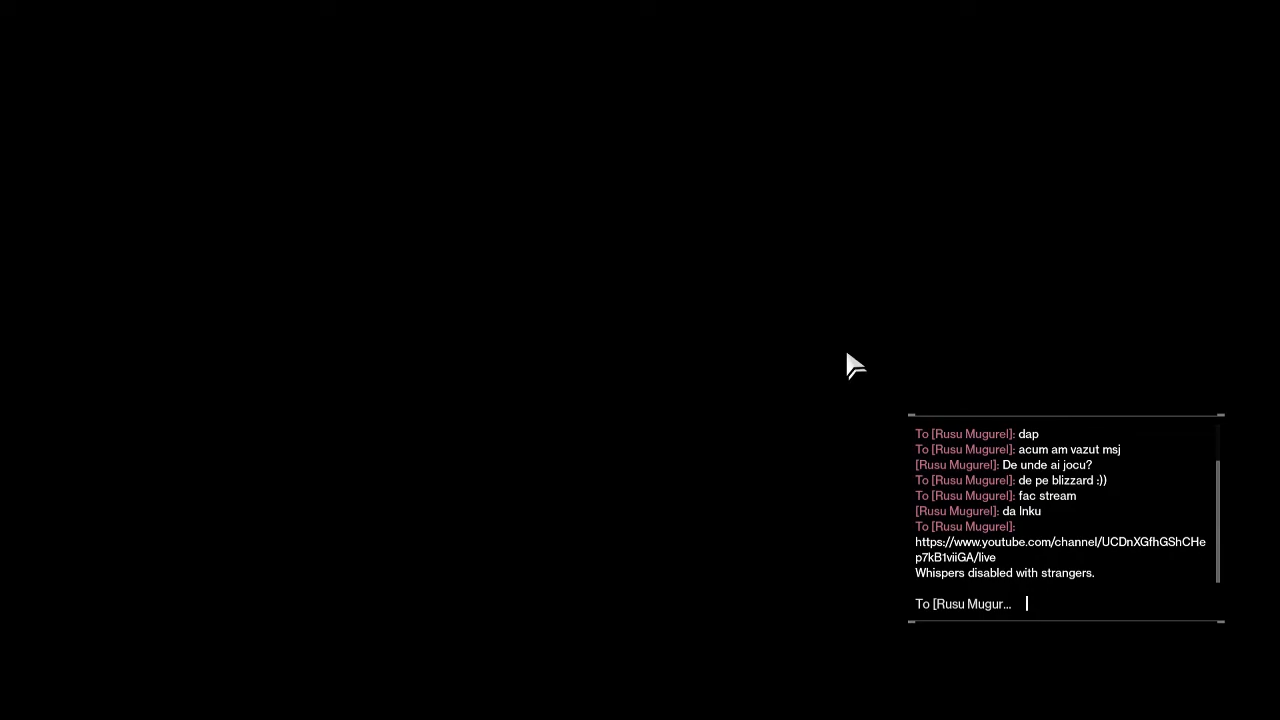 To [Rusu Mugurel]: dap
To [Rusu Mugurel]: acum am vazut msj
[Rusu Mugurel]: De unde ai jocu?
To [Rusu Mugurel]: de pe blizzard :))
To [Rusu Mugurel]: fac stream
[Rusu Mugurel]: da lnku
To [Rusu Mugurel]:
https://www.youtube.com/channel/UCDnXGfhGShCHe
p7kB1viiGA/live
Whispers disabled with strangers.
To [Rusu Mugur...